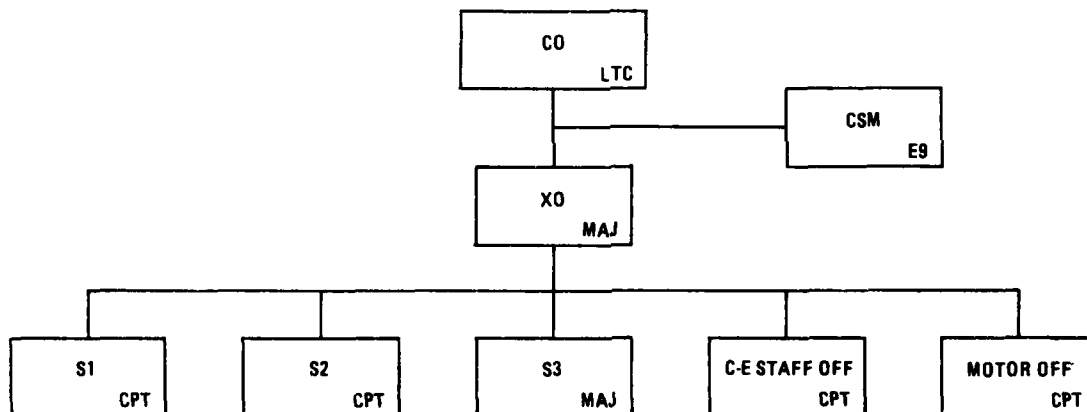 CO
LTC
CSM
E9
XO
MAJ
S1
CPT
S2
CPT
S3
MAJ
C-E STAFF OFF
CPT
MOTOR OFF
CPT